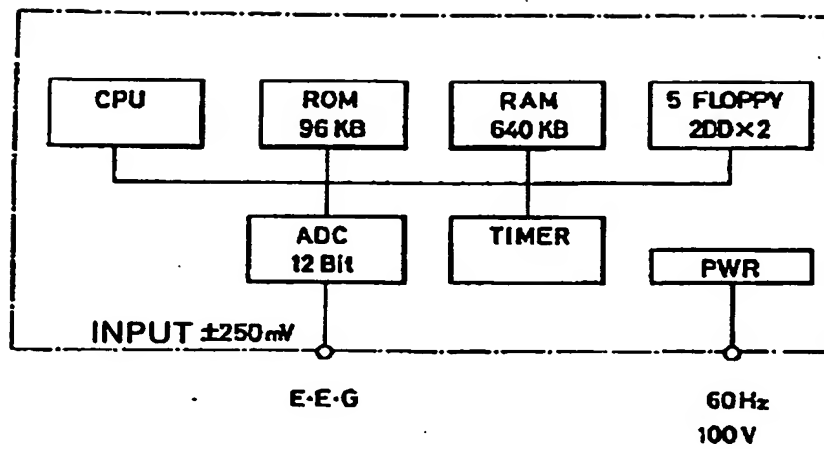 CPU
ROM
96 KB
RAM
640 KB
5 FLOPPY
2DD×2
ADC
12 Bit
TIMER
PWR
INPUT ±250mV
E·E·G
60Hz
100V